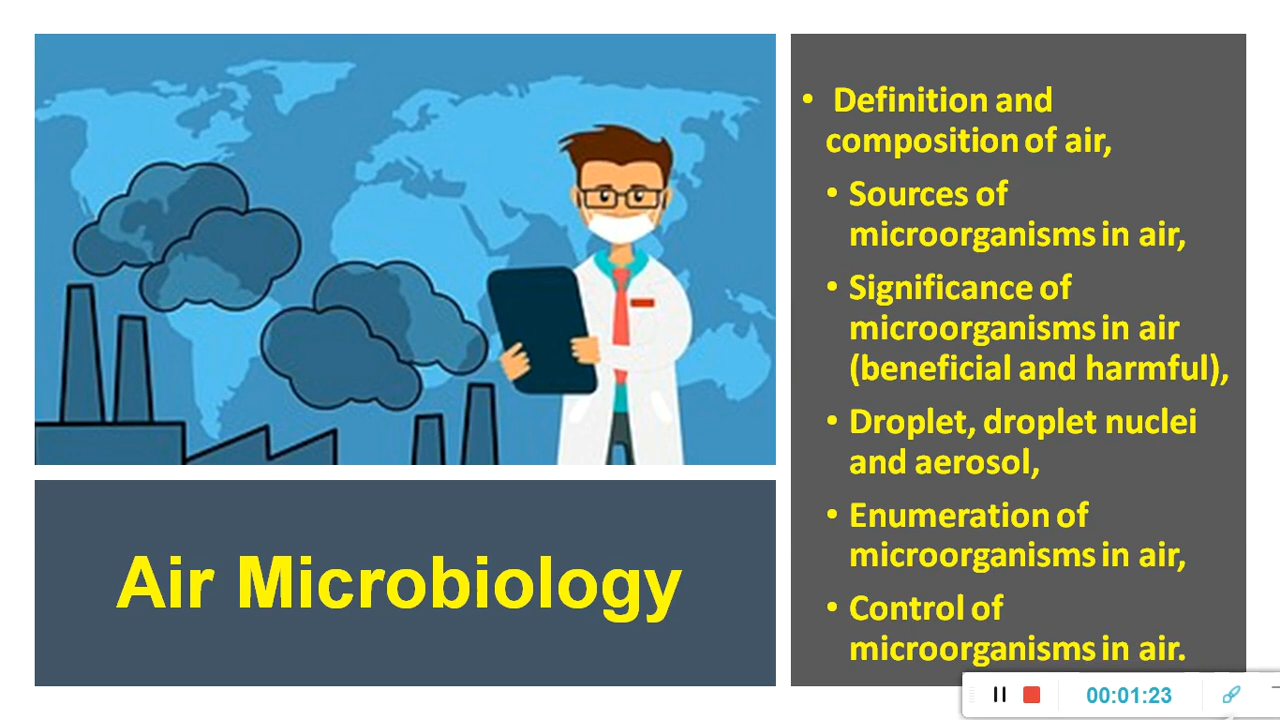 Air Microbiology
• Definition and
composition of air,
• Sources of
microorganisms in air,
• Significance of
microorganisms in air
(beneficial and harmful),
• Droplet, droplet nuclei
and aerosol,
• Enumeration of
microorganisms in air,
• Control of
microorganisms in air.
00:01:23